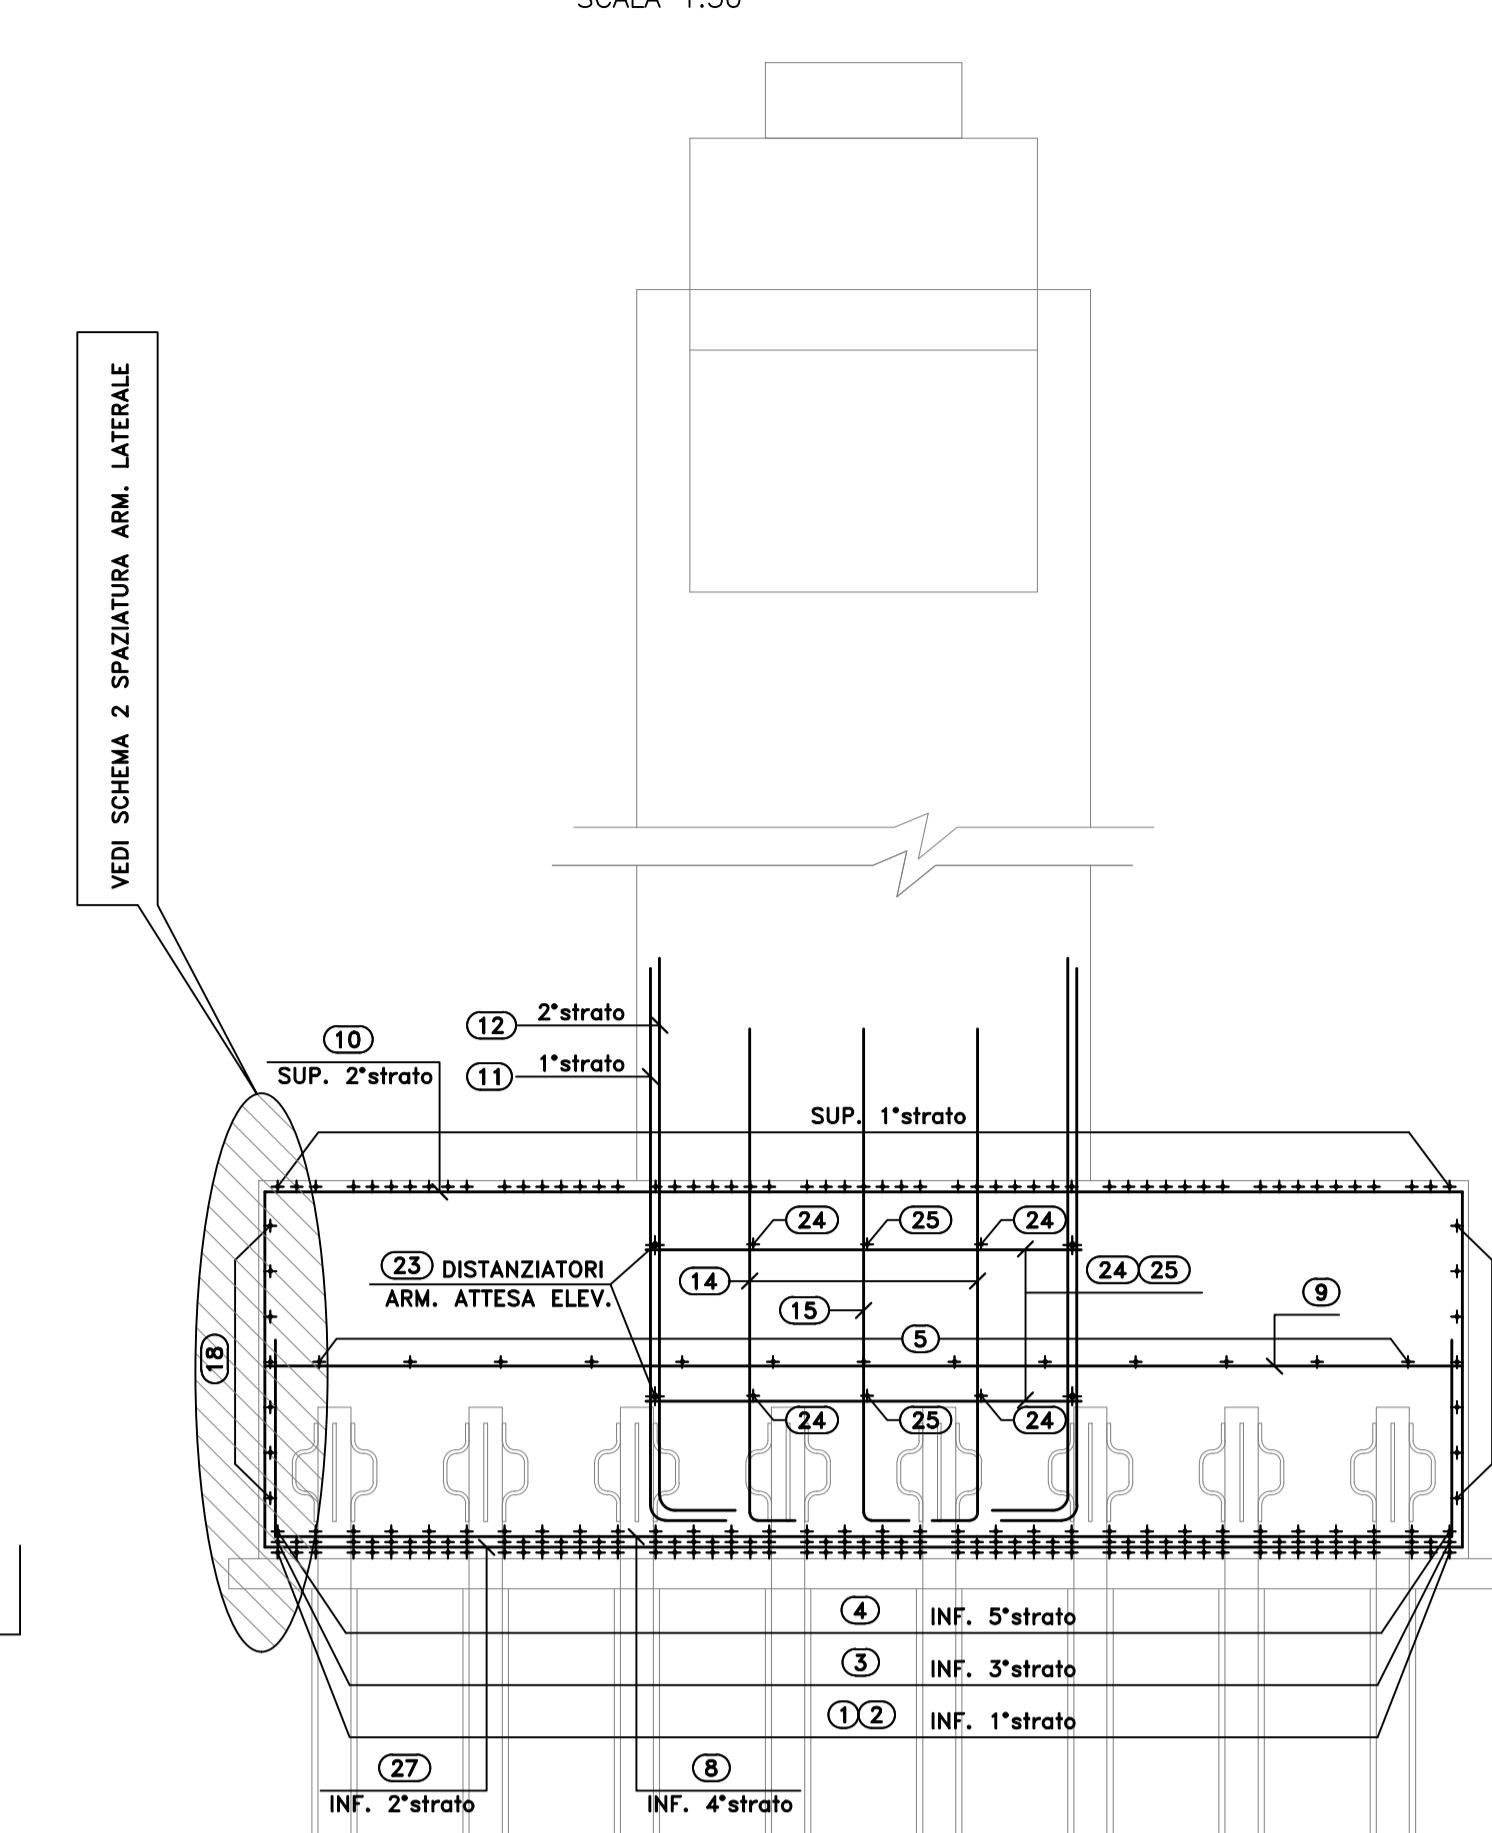 VEDI SCHEMA 2 SPAZIATURA ARM. LATERALE
12 2°strato
10
SUP. 2°strato
11 1°strato
SUP. 1°strato
24 25 24
23 DISTANZIATORI
ARM. ATTESA ELEV.
14
24 25
15
9
5
18
24 25 24
4 INF. 5°strato
3 INF. 3°strato
1 2 INF. 1°strato
27
INF. 2°strato
8
INF. 4°strato